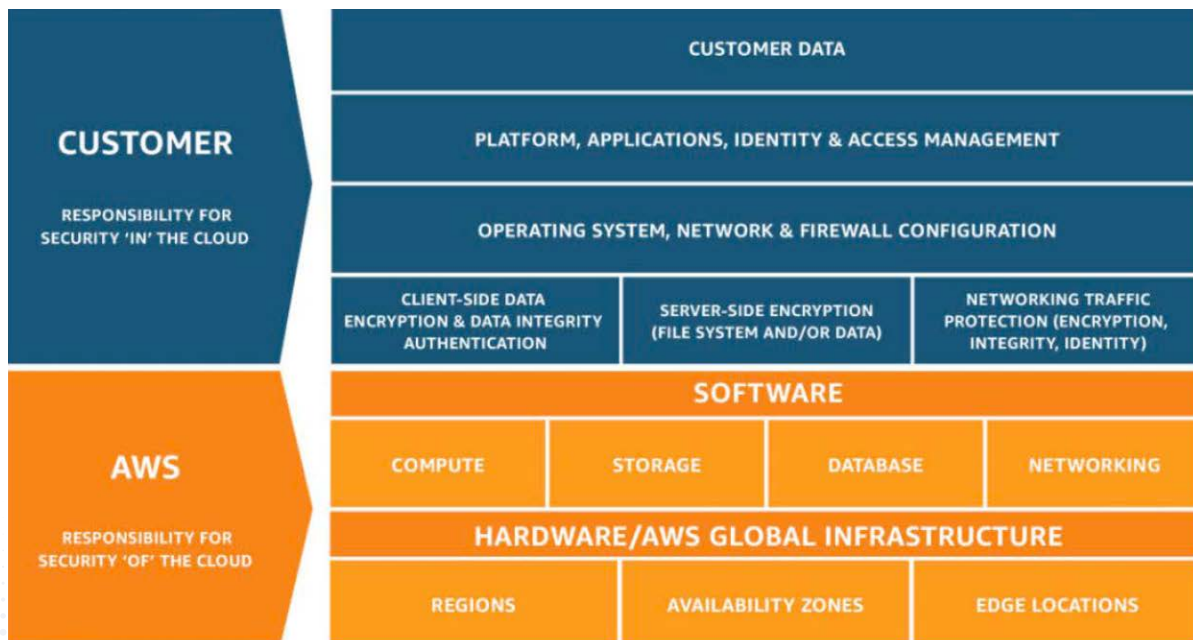 CUSTOMER
RESPONSIBILITY FOR
SECURITY 'IN' THE CLOUD
CUSTOMER DATA
PLATFORM, APPLICATIONS, IDENTITY & ACCESS MANAGEMENT
OPERATING SYSTEM, NETWORK & FIREWALL CONFIGURATION
CLIENT-SIDE DATA
ENCRYPTION & DATA INTEGRITY
AUTHENTICATION
SERVER-SIDE ENCRYPTION
(FILE SYSTEM AND/OR DATA)
NETWORKING TRAFFIC
PROTECTION (ENCRYPTION,
INTEGRITY, IDENTITY)
AWS
RESPONSIBILITY FOR
SECURITY 'OF' THE CLOUD
SOFTWARE
COMPUTE
STORAGE
DATABASE
NETWORKING
HARDWARE/AWS GLOBAL INFRASTRUCTURE
REGIONS
AVAILABILITY ZONES
EDGE LOCATIONS